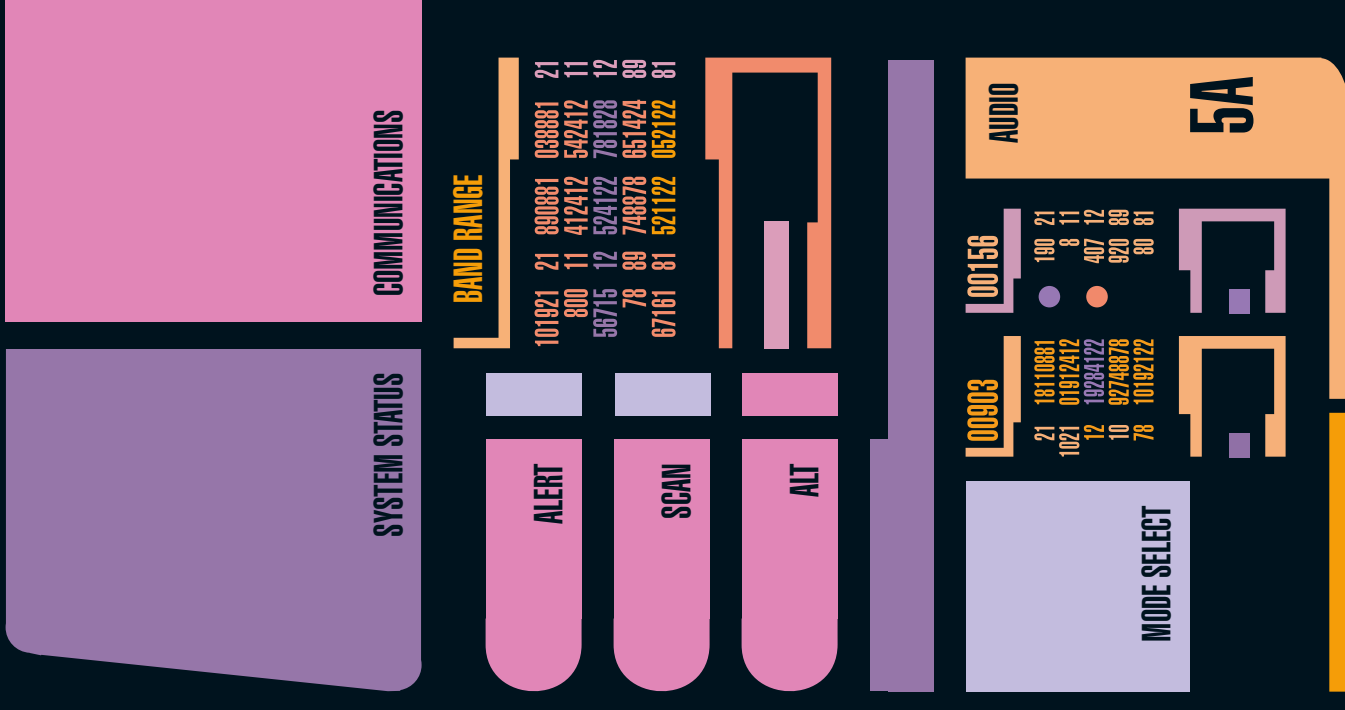 SYSTEM STATUS
COMMUNICATIONS
BAND RANGE
101921 21 890881 038881 21
800 11 412412 542412 11
56715 12 524122 781828 12
78 89 748878 651424 89
67161 81 521122 052122 81
ALERT
SCAN
ALT
00903
21 18110881
1021 01912412
12 19284122
10 92748878
78 10192122
00156
190 21
8 11
407 12
920 89
80 81
AUDIO
5A
MODE SELECT